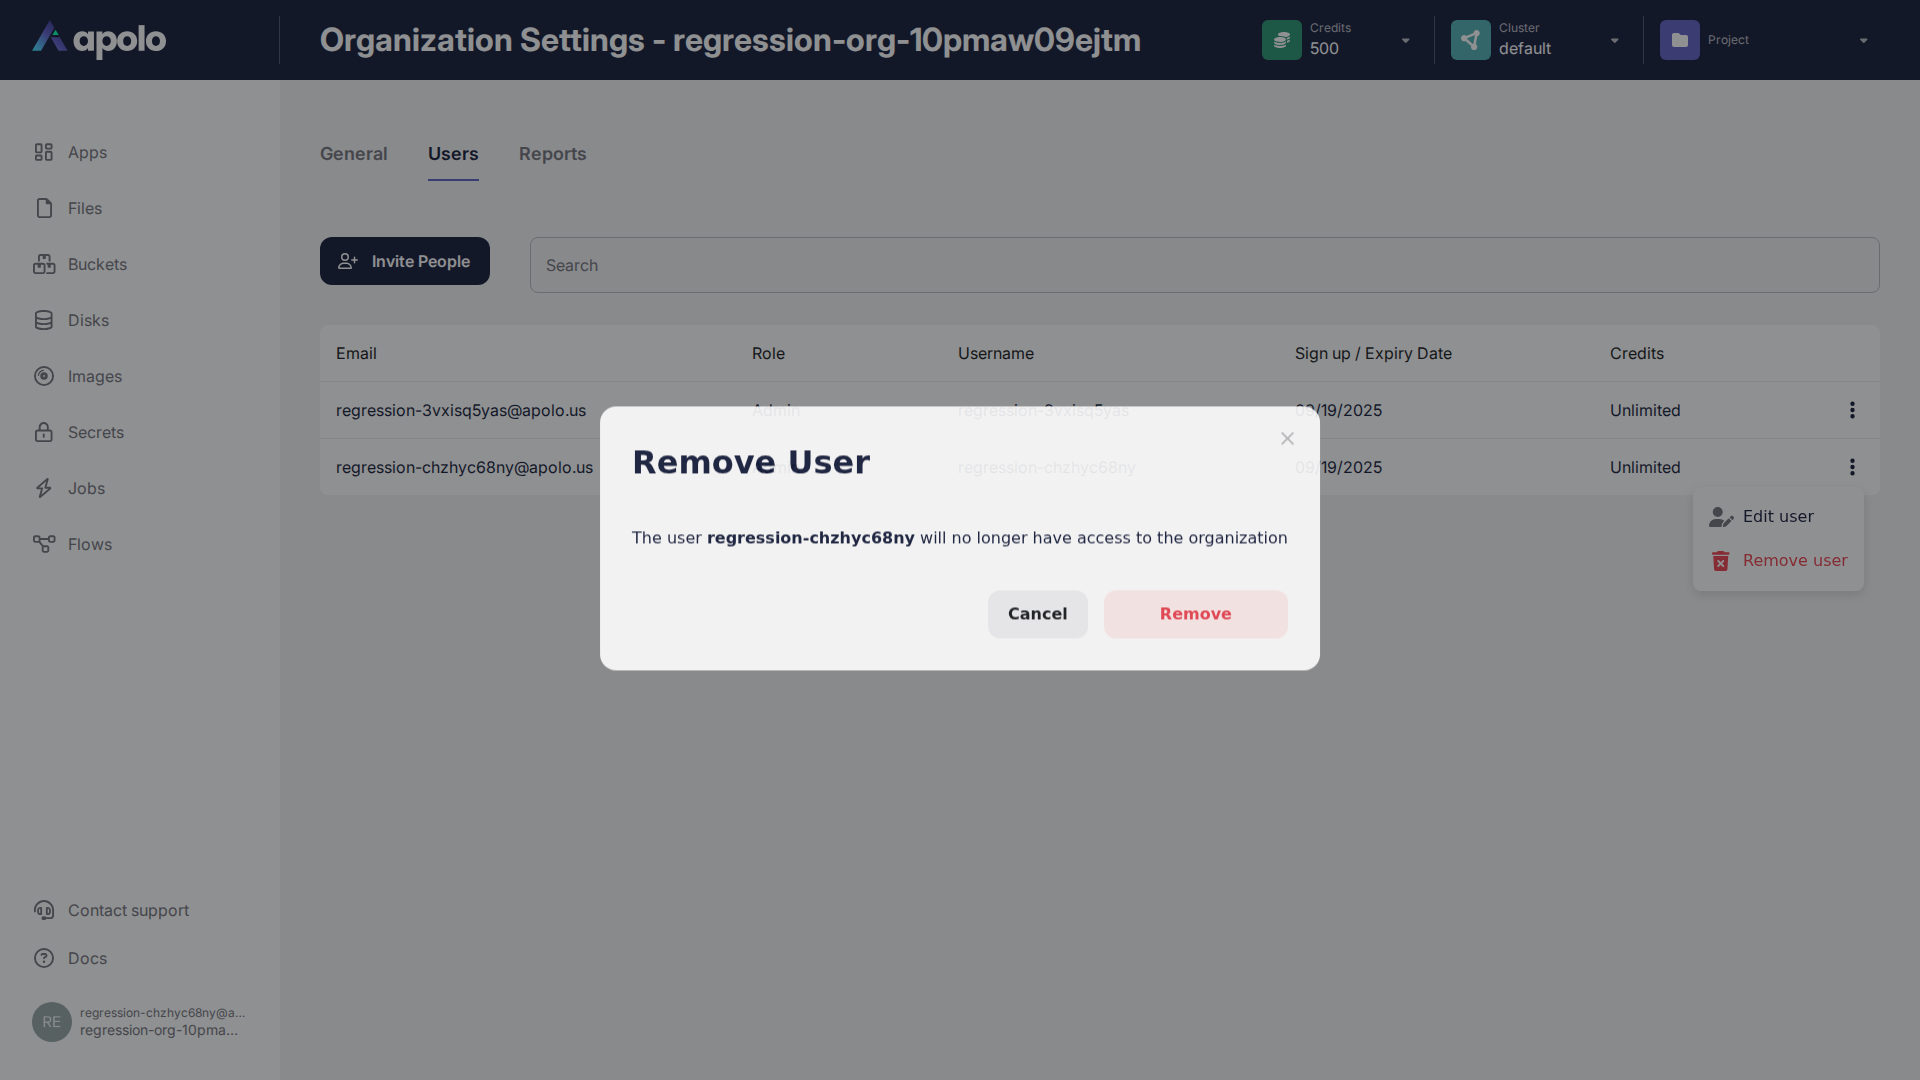 apolo
Organization Settings - regression-org-10pmaw09ejtm
Credits
500
Cluster
default
Project
Apps
Files
Buckets
Disks
Images
Secrets
Jobs
Flows
General Users Reports
Invite People
Search
Email Role Username Sign up / Expiry Date Credits
regression-3vxisq5yas@apolo.us Admin regression-3vxisq5yas 09/19/2025 Unlimited
regression-chzhyc68ny@apolo.us regression-chzhyc68ny 09/19/2025 Unlimited
Edit user
Remove user
Remove User
The user regression-chzhyc68ny will no longer have access to the organization
Cancel Remove
Contact support
Docs
RE
regression-chzhyc68ny@a...
regression-org-10pma...